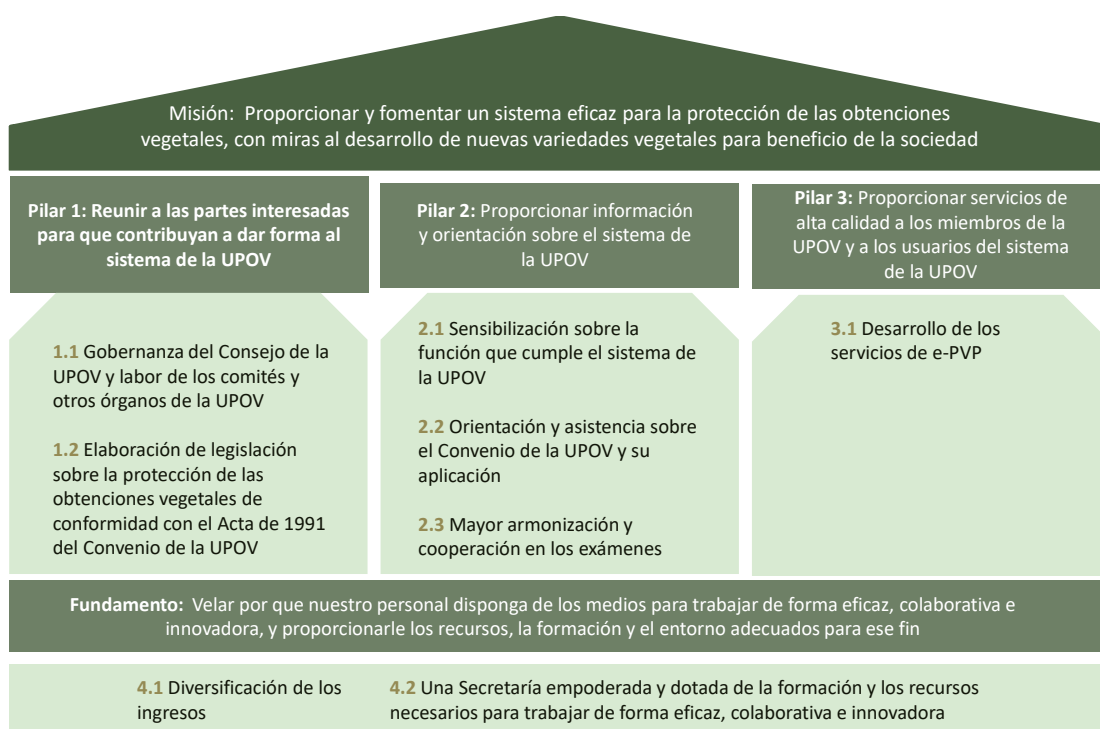 Misión: Proporcionar y fomentar un sistema eficaz para la protección de las obtenciones
vegetales, con miras al desarrollo de nuevas variedades vegetales para beneficio de la sociedad
Pilar 1: Reunir a las partes interesadas
para que contribuyan a dar forma al
sistema de la UPOV
Pilar 2: Proporcionar información
y orientación sobre el sistema de
la UPOV
Pilar 3: Proporcionar servicios de
alta calidad a los miembros de la
UPOV y a los usuarios del sistema
de la UPOV
1.1 Gobernanza del Consejo de la
UPOV y labor de los comités y
otros órganos de la UPOV
1.2 Elaboración de legislación
sobre la protección de las
obtenciones vegetales de
conformidad con el Acta de 1991
del Convenio de la UPOV
2.1 Sensibilización sobre la
función que cumple el sistema de
la UPOV
2.2 Orientación y asistencia sobre
el Convenio de la UPOV y su
aplicación
2.3 Mayor armonización y
cooperación en los exámenes
3.1 Desarrollo de los
servicios de e-PVP
Fundamento: Velar por que nuestro personal disponga de los medios para trabajar de forma eficaz, colaborativa e
innovadora, y proporcionarle los recursos, la formación y el entorno adecuados para ese fin
4.1 Diversificación de los
ingresos
4.2 Una Secretaría empoderada y dotada de la formación y los recursos
necesarios para trabajar de forma eficaz, colaborativa e innovadora